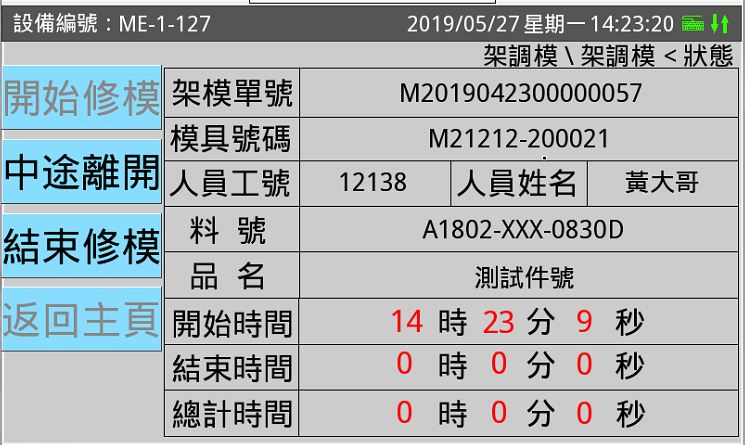 設備編號：ME-1-127 2019/05/27 星期一 14:23:20
架調模 \ 架調模 < 狀態
開始修模
中途離開
結束修模
返回主頁
架模單號 M2019042300000057
模具號碼 M21212-200021
人員工號 12138 人員姓名 黃大哥
料 號 A1802-XXX-0830D
品 名 測試件號
開始時間 14 時 23 分 9 秒
結束時間 0 時 0 分 0 秒
總計時間 0 時 0 分 0 秒